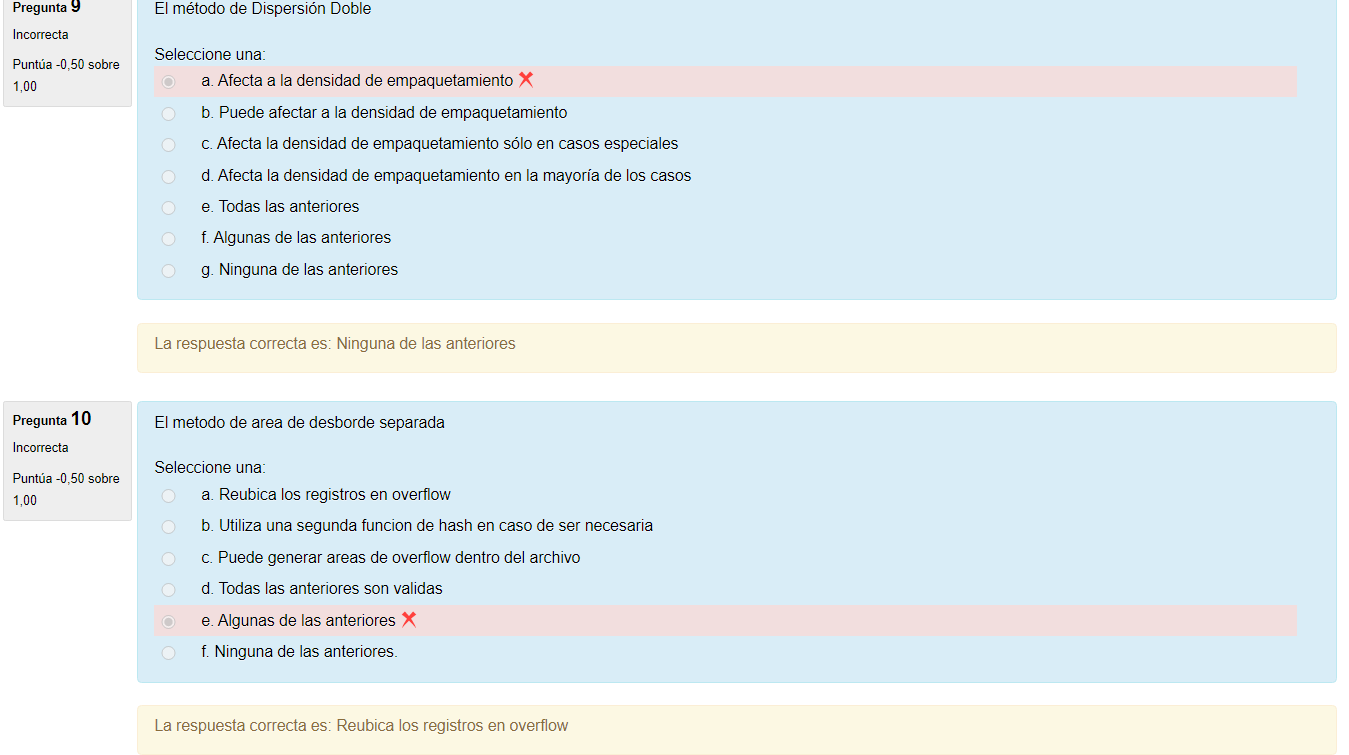 Pregunta 9
Incorrecta
Puntúa -0,50 sobre
1,00
El método de Dispersión Doble
Seleccione una:
a. Afecta a la densidad de empaquetamiento
b. Puede afectar a la densidad de empaquetamiento
c. Afecta la densidad de empaquetamiento sólo en casos especiales
d. Afecta la densidad de empaquetamiento en la mayoría de los casos
e. Todas las anteriores
f. Algunas de las anteriores
g. Ninguna de las anteriores
La respuesta correcta es: Ninguna de las anteriores
Pregunta 10
Incorrecta
Puntúa -0,50 sobre
1,00
El metodo de area de desborde separada
Seleccione una:
a. Reubica los registros en overflow
b. Utiliza una segunda funcion de hash en caso de ser necesaria
c. Puede generar areas de overflow dentro del archivo
d. Todas las anteriores son validas
e. Algunas de las anteriores
f. Ninguna de las anteriores.
La respuesta correcta es: Reubica los registros en overflow